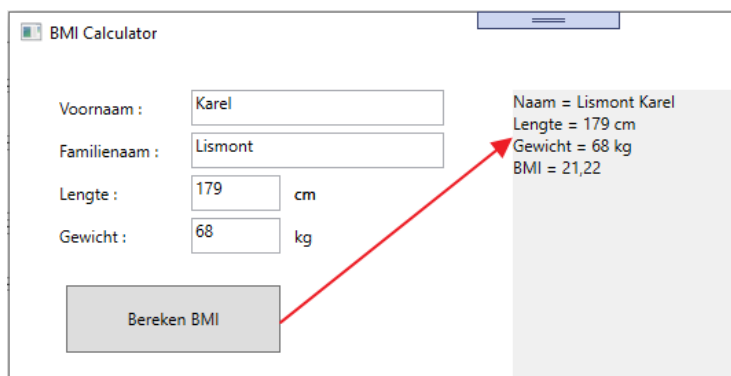 BMI Calculator
Voornaam : Karel
Familienaam : Lismont
Lengte : 179 cm
Gewicht : 68 kg
Bereken BMI
Naam = Lismont Karel
Lengte = 179 cm
Gewicht = 68 kg
BMI = 21,22